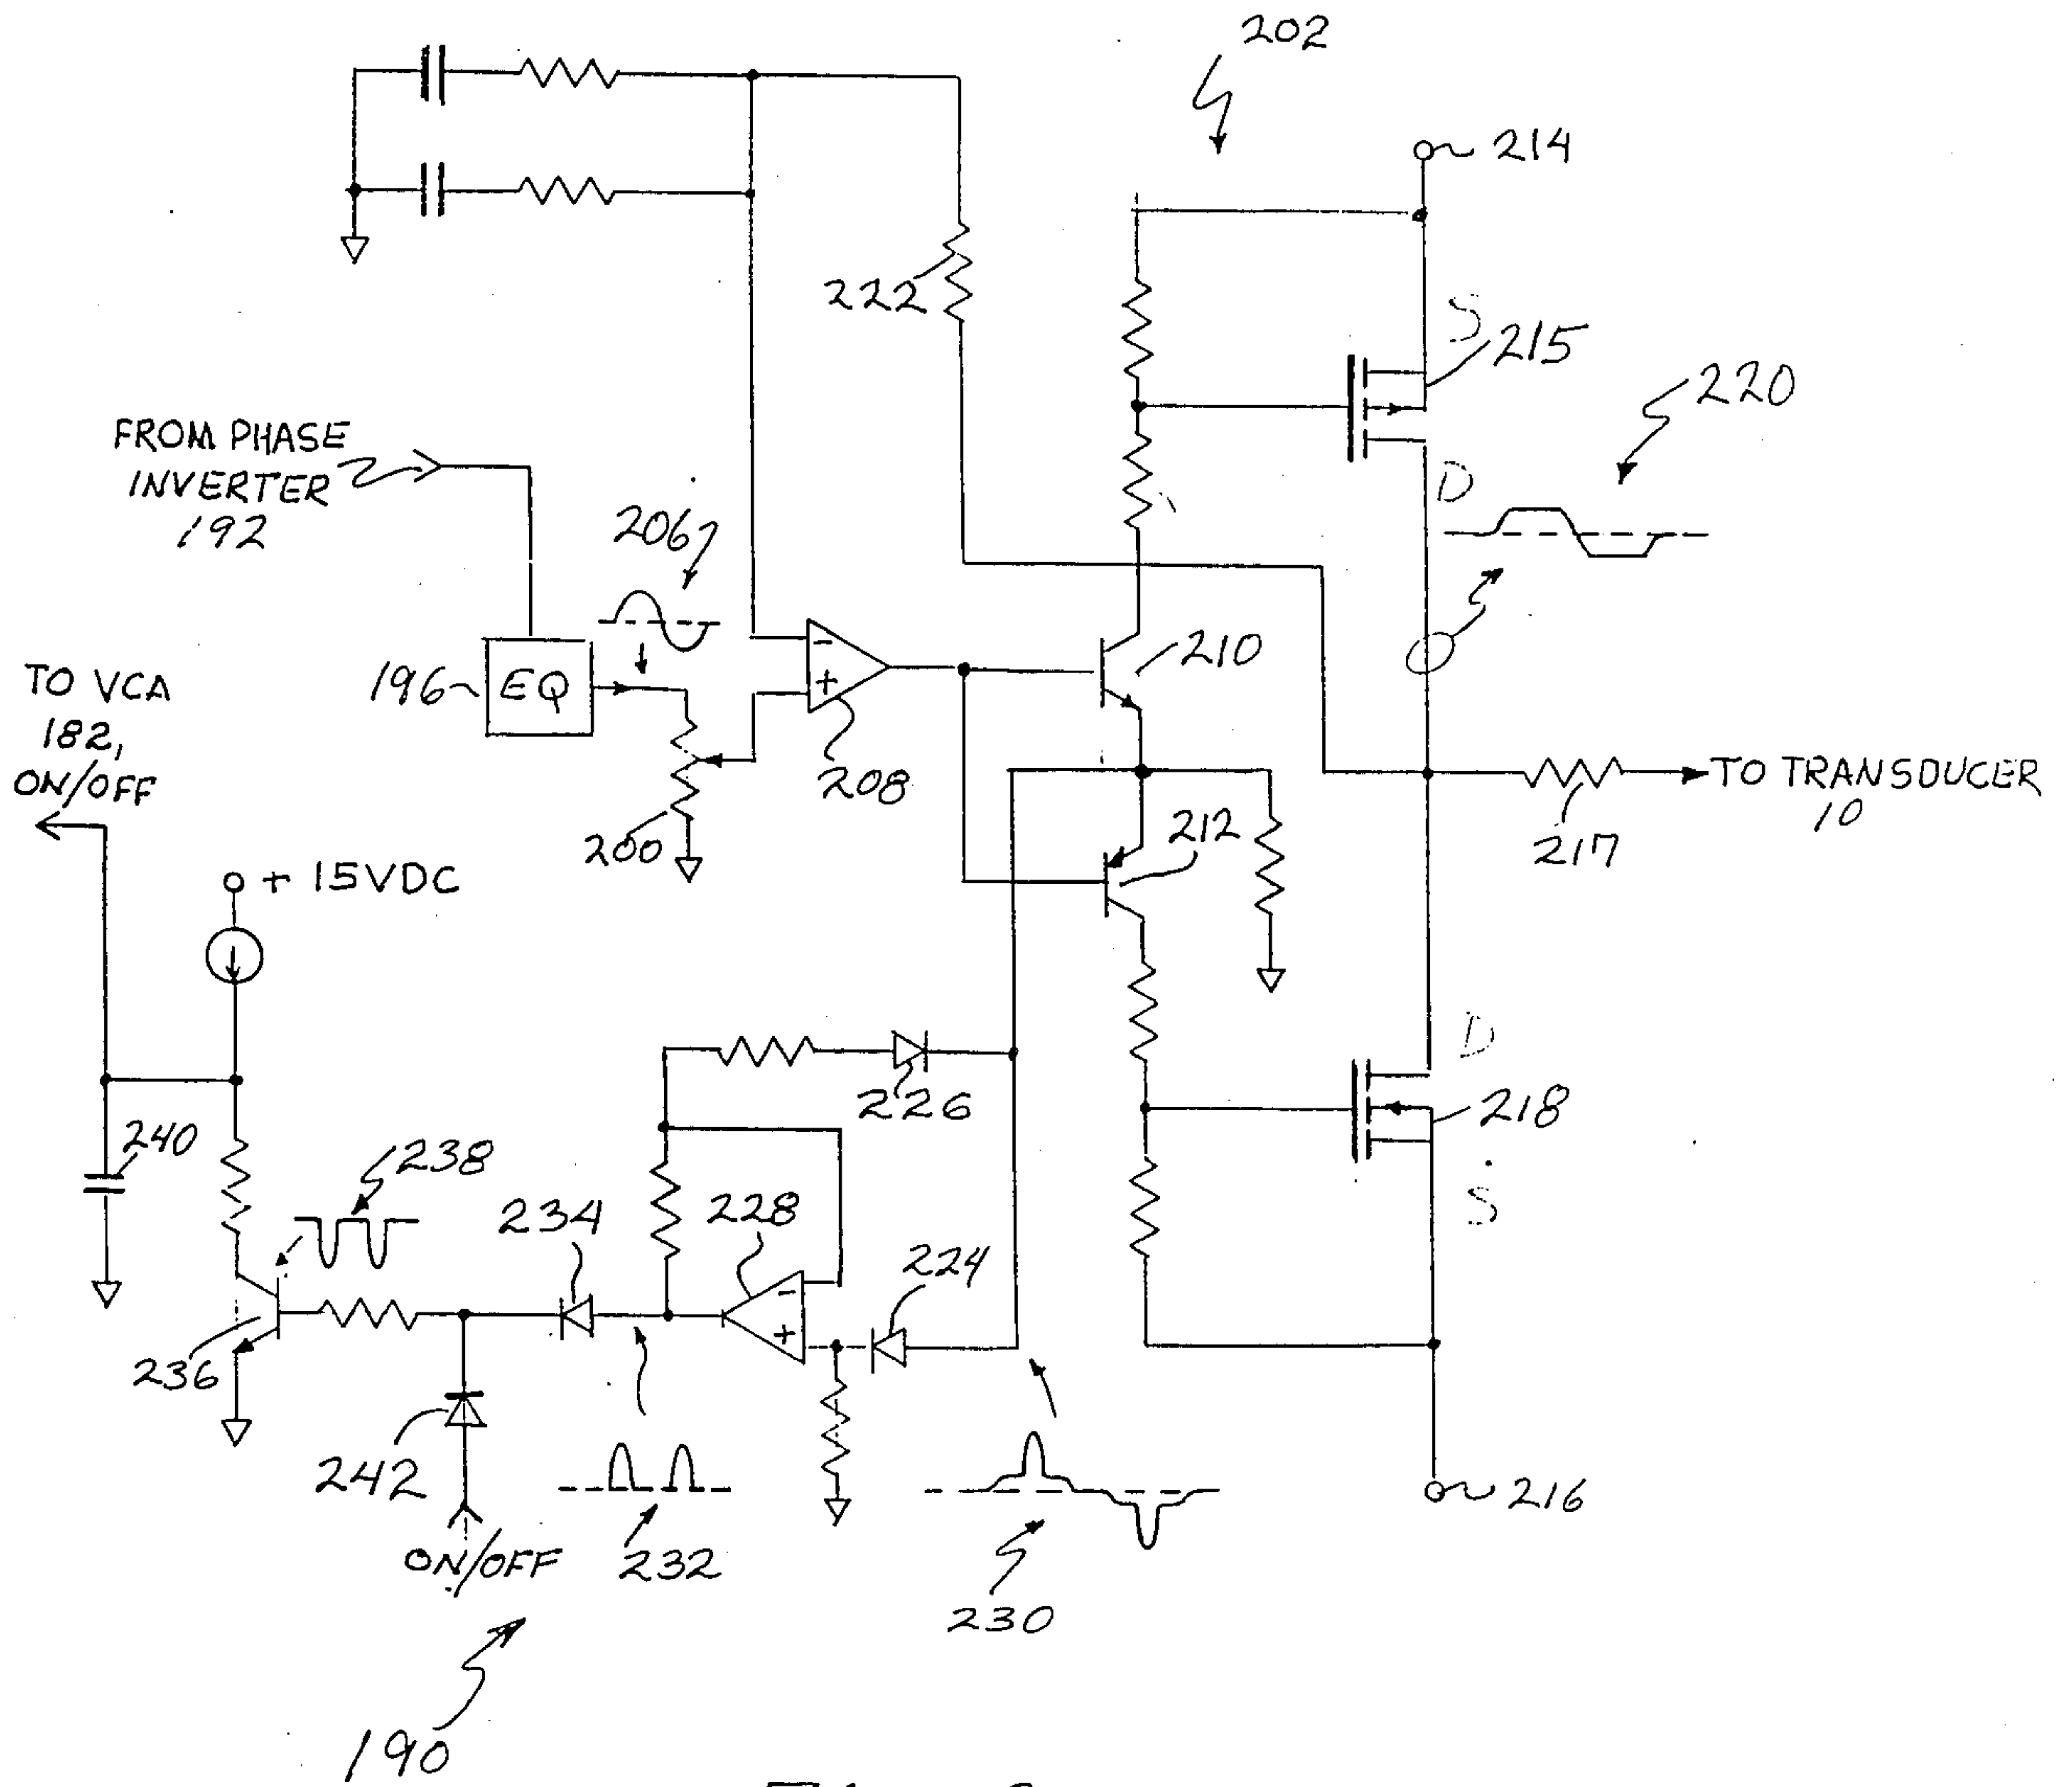 202
214
S
215
222
220
FROM PHASE
INVERTER
192
D
206
210
TO VCA
182,
ON/OFF
196
EQ
-
+
208
TO TRANSDUCER
10
200
212
217
+ 15VDC
D
226
218
240
238
S
234
228
224
-
+
236
242
ON/OFF
232
216
230
190